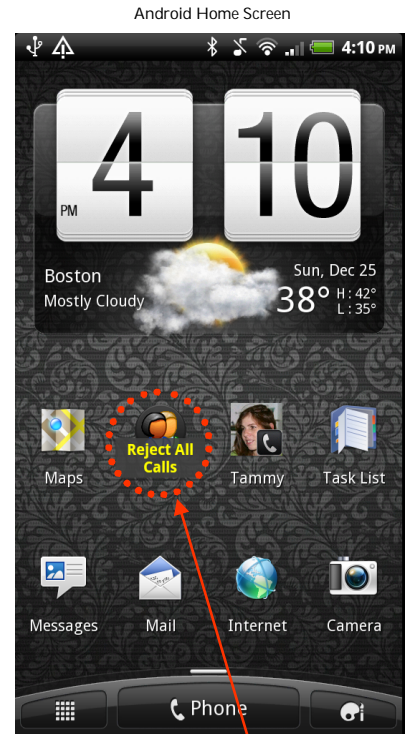 Android Home Screen
4:10 PM
4 10
PM
Boston
Mostly Cloudy
Sun, Dec 25
38° H : 42°
L : 35°
Maps
Reject All
Calls
Tammy
Task List
Messages
Mail
Internet
Camera
Phone